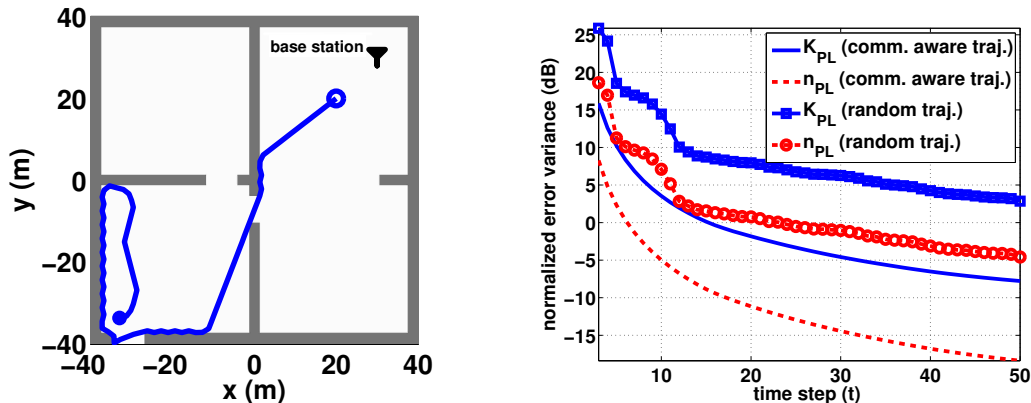 40
20
0
−20
−40
y (m)
base station
−40 −20 0 20 40
x (m)
25
20
15
10
5
0
−5
−10
−15
normalized error variance (dB)
K_PL (comm. aware traj.)
n_PL (comm. aware traj.)
K_PL (random traj.)
n_PL (random traj.)
10 20 30 40 50
time step (t)